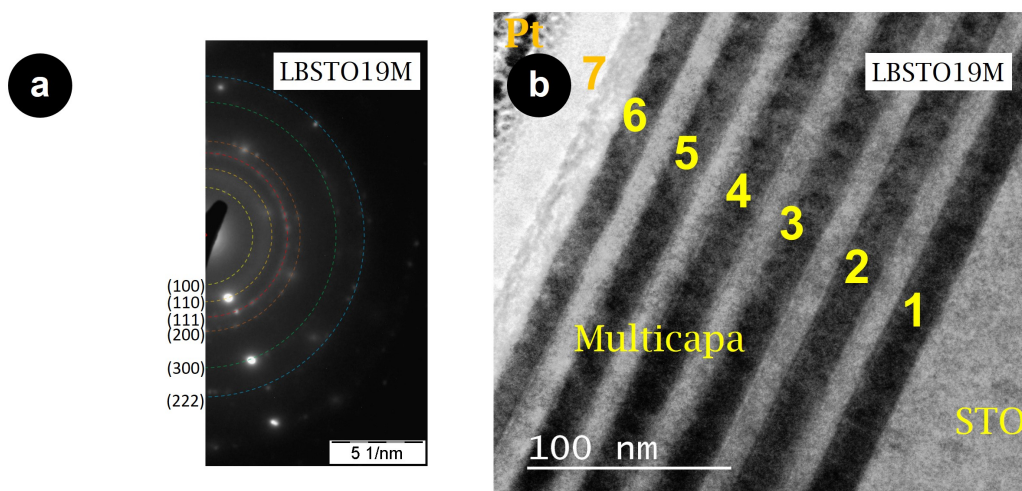 a
LBSTO19M
(100)
(110)
(111)
(200)
(300)
(222)
5 1/nm
Pt
b
LBSTO19M
7
6
5
4
3
2
1
Multicapa
STO
100 nm